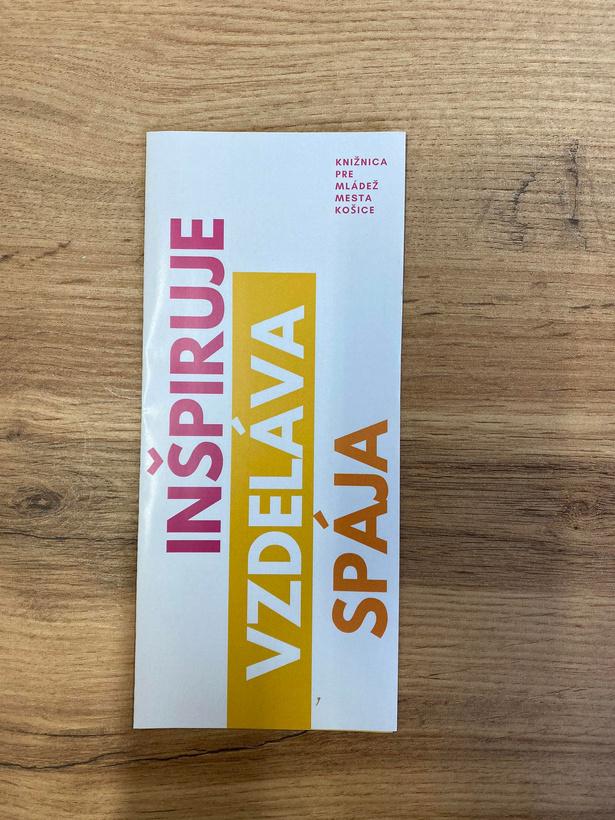 KNIŽNICA
PRE
MLÁDEŽ
MESTA
KOŠICE
INŠPIRUJE
VZDELÁVA
SPÁJA